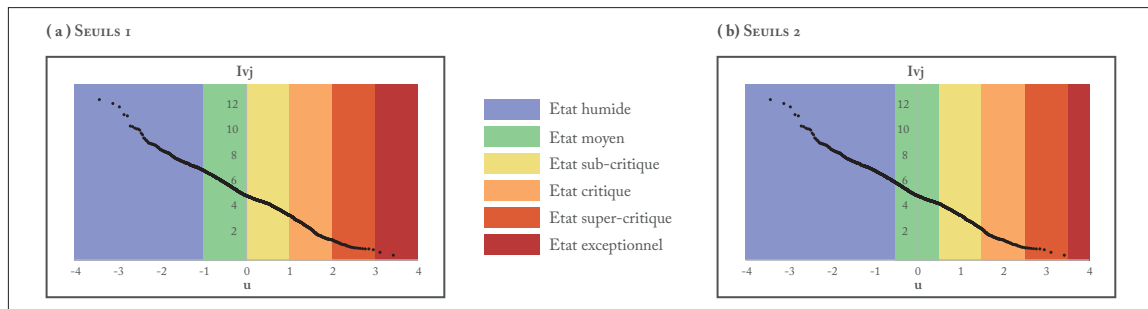 (a) SEUILS I
Ivj
12
10
8
6
4
2
-4 -3 -2 -1 0 1 2 3 4
u
Etat humide
Etat moyen
Etat sub-critique
Etat critique
Etat super-critique
Etat exceptionnel
(b) SEUILS 2
Ivj
12
10
8
6
4
2
-4 -3 -2 -1 0 1 2 3 4
u